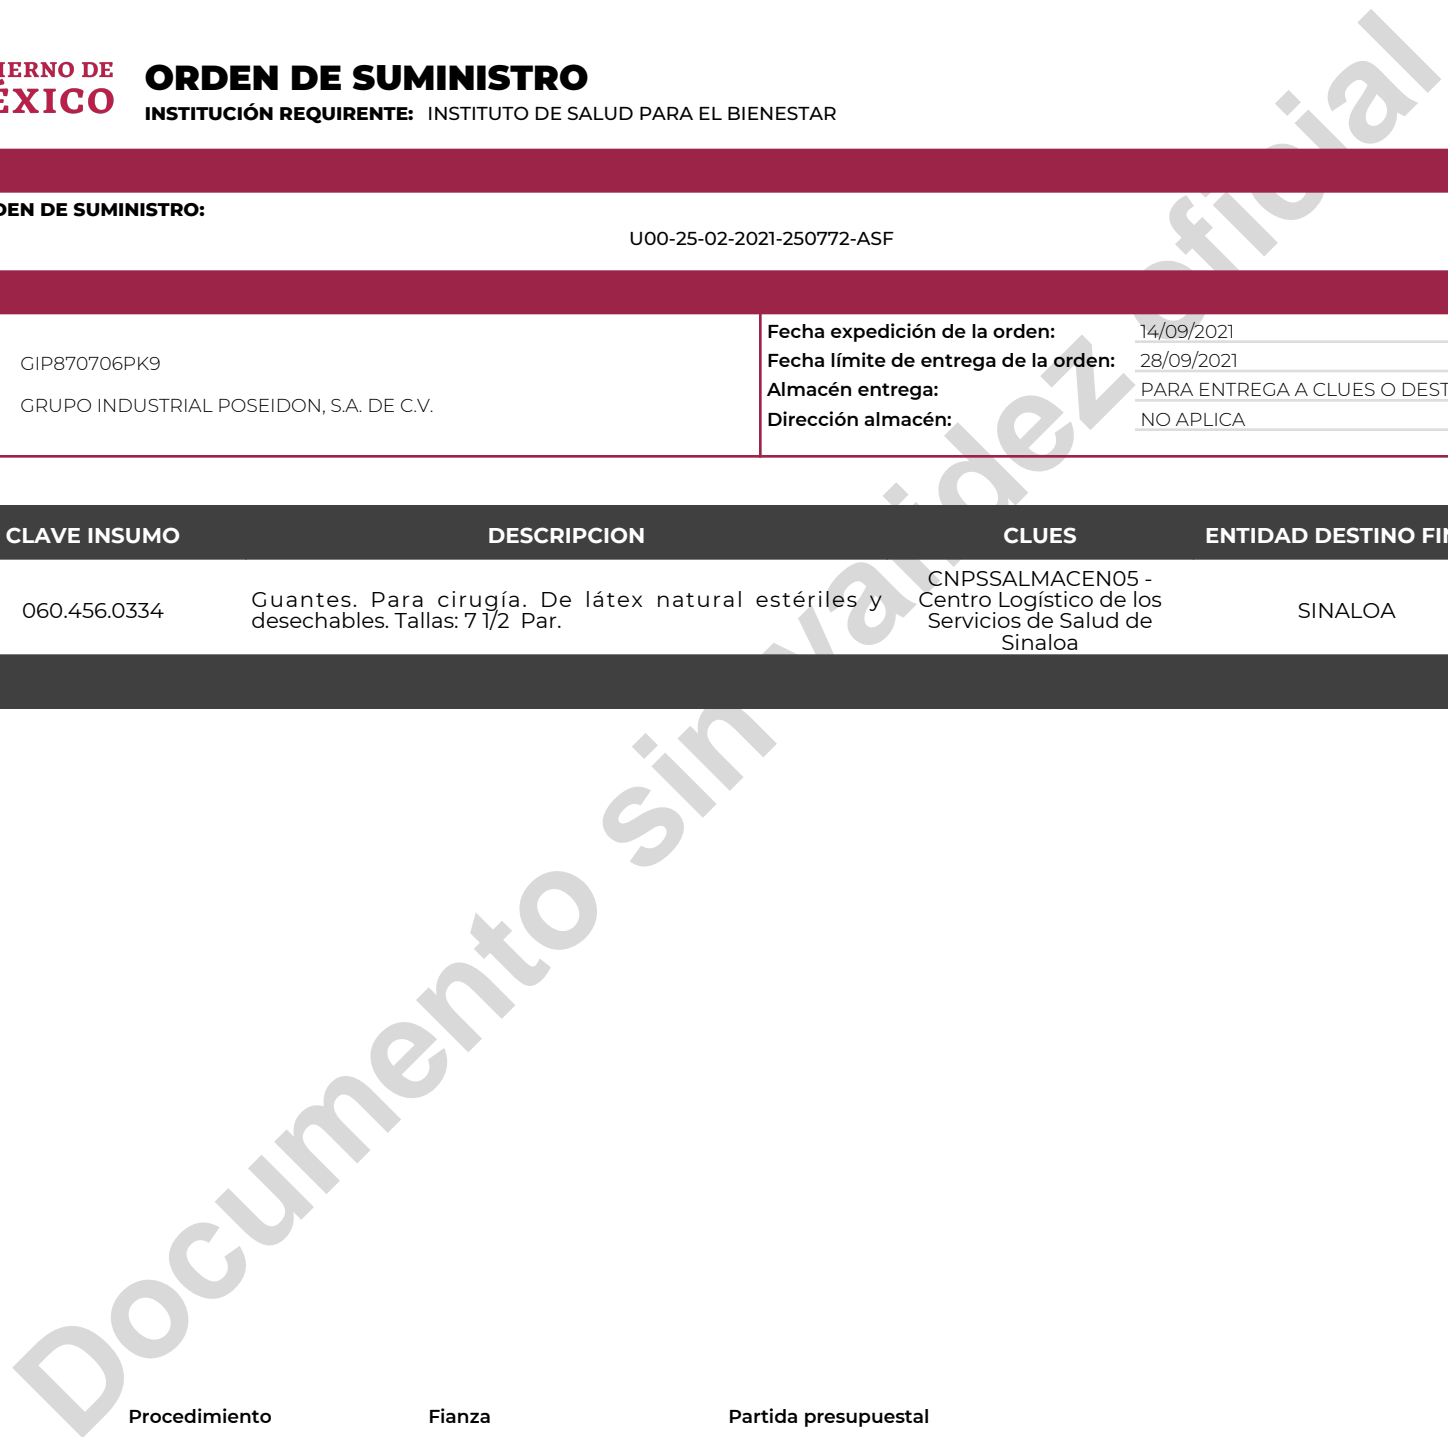 IERNO DE
ÉXICO
ORDEN DE SUMINISTRO
INSTITUCIÓN REQUIRENTE: INSTITUTO DE SALUD PARA EL BIENESTAR
DEN DE SUMINISTRO:
U00-25-02-2021-250772-ASF
GIP870706PK9
GRUPO INDUSTRIAL POSEIDON, S.A. DE C.V.
Fecha expedición de la orden: 14/09/2021
Fecha límite de entrega de la orden: 28/09/2021
Almacén entrega: PARA ENTREGA A CLUES O DEST
Dirección almacén: NO APLICA
CLAVE INSUMO DESCRIPCION CLUES ENTIDAD DESTINO FIN
060.456.0334
Guantes. Para cirugía. De látex natural estériles y
desechables. Tallas: 7 1/2 Par.
CNPSSALMACEN05 -
Centro Logístico de los
Servicios de Salud de
Sinaloa
SINALOA
Documento sin validez oficial
Procedimiento Fianza Partida presupuestal